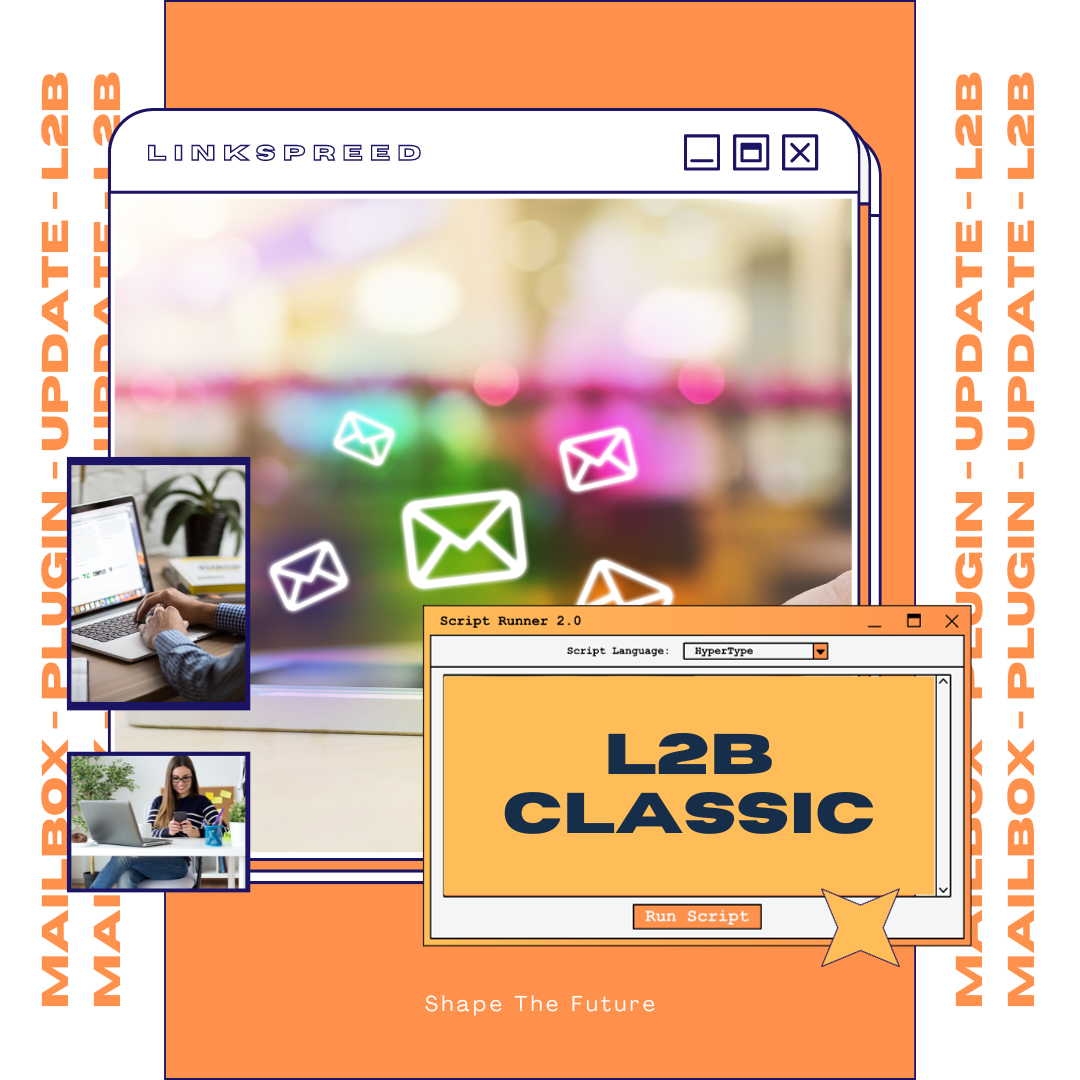 MAILBOX - PLUGIN - UPDATE - L2B
MAILBOX - PLUGIN - UPDATE - L2B
LINKSPREED
Script Runner 2.0
Script Language:
HyperType
L2B
CLASSIC
Run Script
Shape The Future
MAILBOX - PLUGIN - UPDATE - L2B
MAILBOX - PLUGIN - UPDATE - L2B